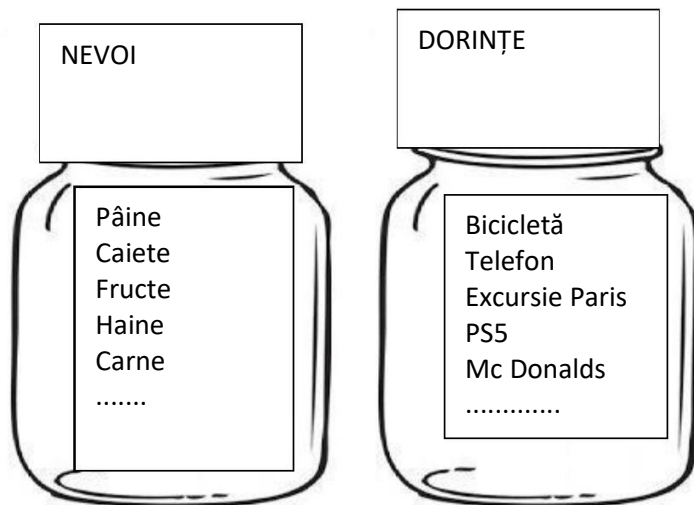 NEVOI
Pâine
Caiete
Fructe
Haine
Carne
.......
DORINȚE
Bicicletă
Telefon
Excursie Paris
PS5
Mc Donalds
.............